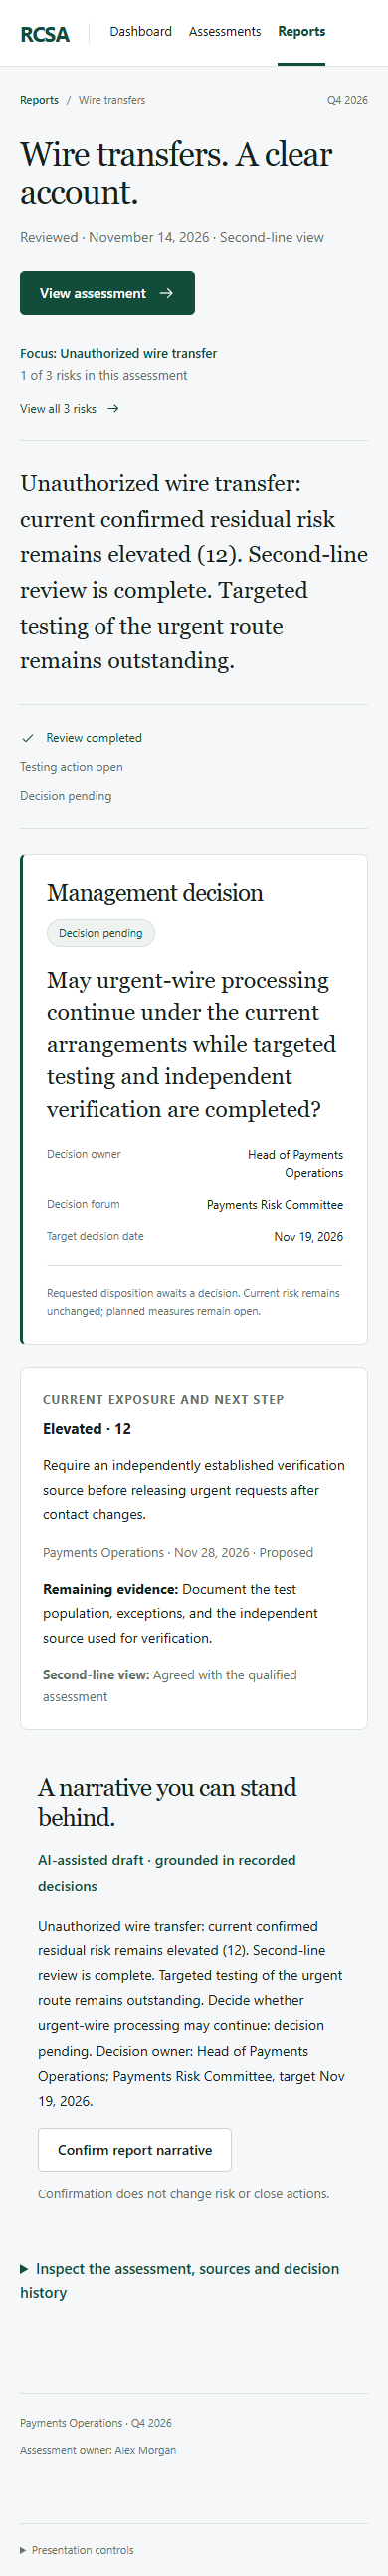 RCSA Dashboard Assessments Reports
Reports / Wire transfers Q4 2026
Wire transfers. A clear
account.
Reviewed · November 14, 2026 · Second-line view
View assessment →
Focus: Unauthorized wire transfer
1 of 3 risks in this assessment
View all 3 risks →
Unauthorized wire transfer:
current confirmed residual risk
remains elevated (12). Second-line
review is complete. Targeted
testing of the urgent route
remains outstanding.
✓ Review completed
Testing action open
Decision pending
Management decision
Decision pending
May urgent-wire processing
continue under the current
arrangements while targeted
testing and independent
verification are completed?
Decision owner Head of Payments
Operations
Decision forum Payments Risk Committee
Target decision date Nov 19, 2026
Requested disposition awaits a decision. Current risk remains
unchanged; planned measures remain open.
CURRENT EXPOSURE AND NEXT STEP
Elevated · 12
Require an independently established verification
source before releasing urgent requests after
contact changes.
Payments Operations · Nov 28, 2026 · Proposed
Remaining evidence: Document the test
population, exceptions, and the independent
source used for verification.
Second-line view: Agreed with the qualified
assessment
A narrative you can stand
behind.
AI-assisted draft · grounded in recorded
decisions
Unauthorized wire transfer: current confirmed
residual risk remains elevated (12). Second-line
review is complete. Targeted testing of the urgent
route remains outstanding. Decide whether
urgent-wire processing may continue: decision
pending. Decision owner: Head of Payments
Operations; Payments Risk Committee, target Nov
19, 2026.
Confirm report narrative
Confirmation does not change risk or close actions.
▶ Inspect the assessment, sources and decision
history
Payments Operations · Q4 2026
Assessment owner: Alex Morgan
▶ Presentation controls